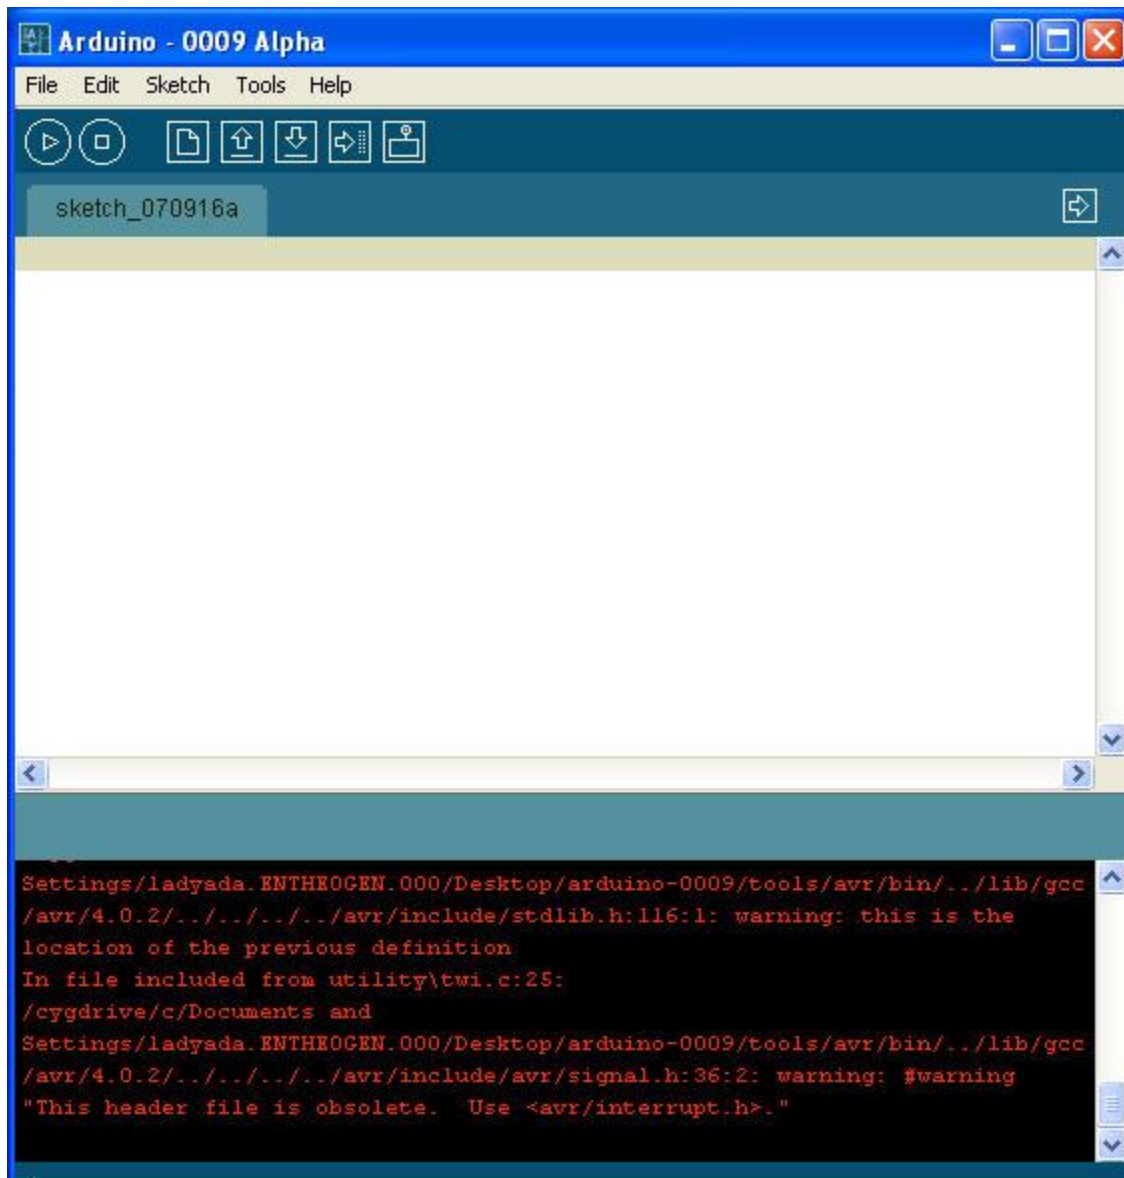 Arduino - 0009 Alpha
File Edit Sketch Tools Help
sketch_070916a
Settings/ladyada.ENTHEOGEN.000/Desktop/arduino-0009/tools/avr/bin/../lib/gcc
/avr/4.0.2/../../../../avr/include/stdlib.h:116:1: warning: this is the
location of the previous definition
In file included from utility\twi.c:25:
/cygdrive/c/Documents and
Settings/ladyada.ENTHEOGEN.000/Desktop/arduino-0009/tools/avr/bin/../lib/gcc
/avr/4.0.2/../../../../avr/include/avr/signal.h:36:2: warning: #warning
"This header file is obsolete.  Use <avr/interrupt.h>."